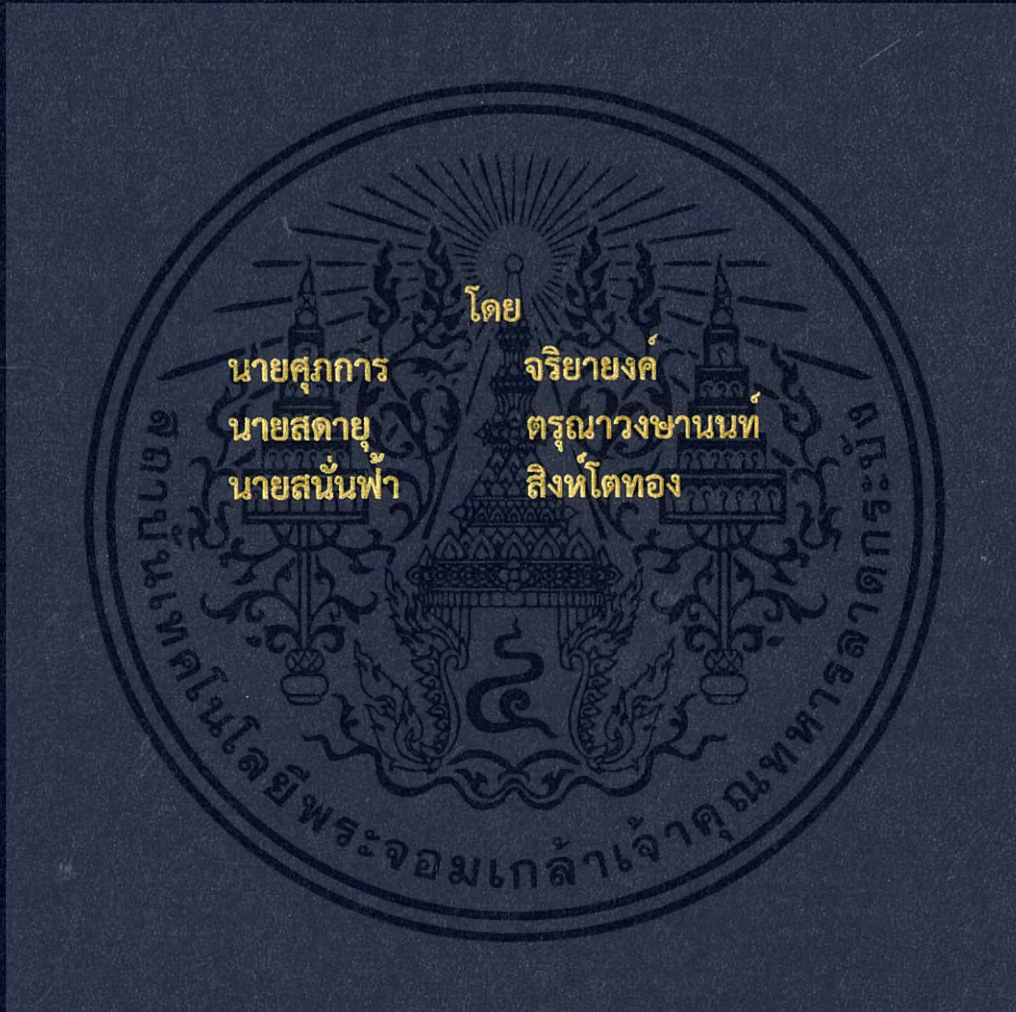 โดย
นายศุภการ จริยายงค์
นายสดายุ ตรุณาวงษานนท์
นายสนั่นฟ้า สิงห์โตทอง
สถาบันเทคโนโลยีพระจอมเกล้าเจ้าคุณทหารลาดกระบัง
๔